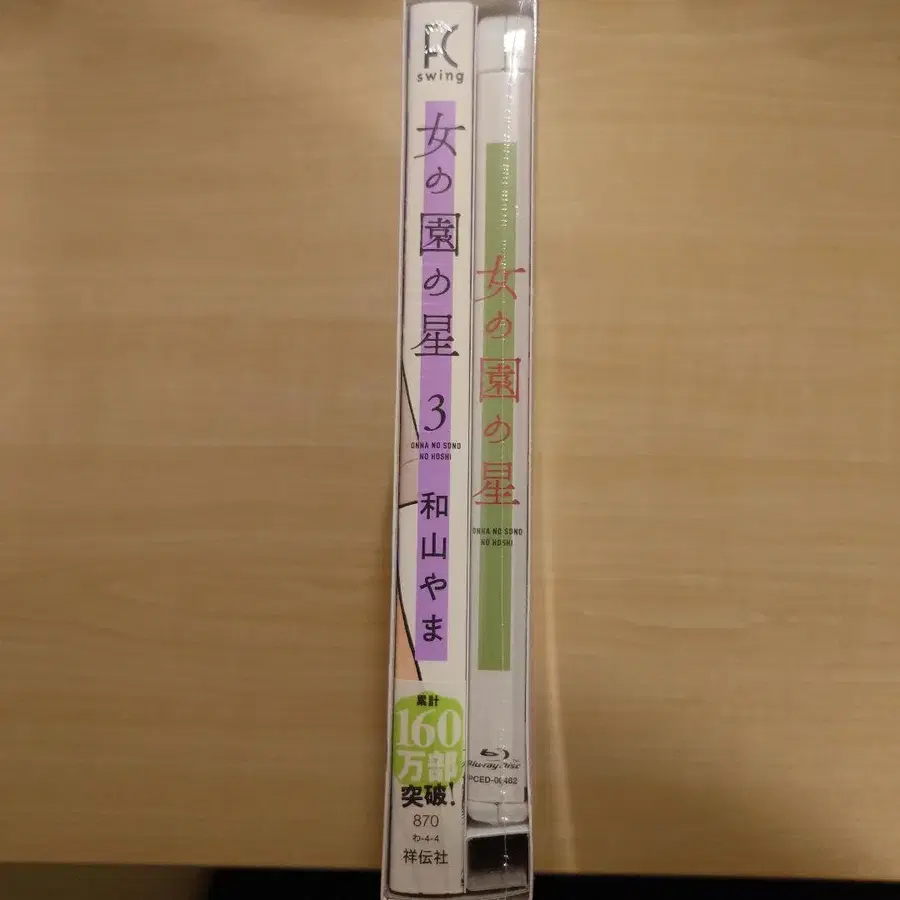 FC
swing
女の園の星
3
ONNA NO SONO
NO HOSHI
和山やま
累計
160
万部
突破!
870
わ-4-4
祥伝社
女の園の星
ONNA NO SONO
NO HOSHI
Blu-ray Disc